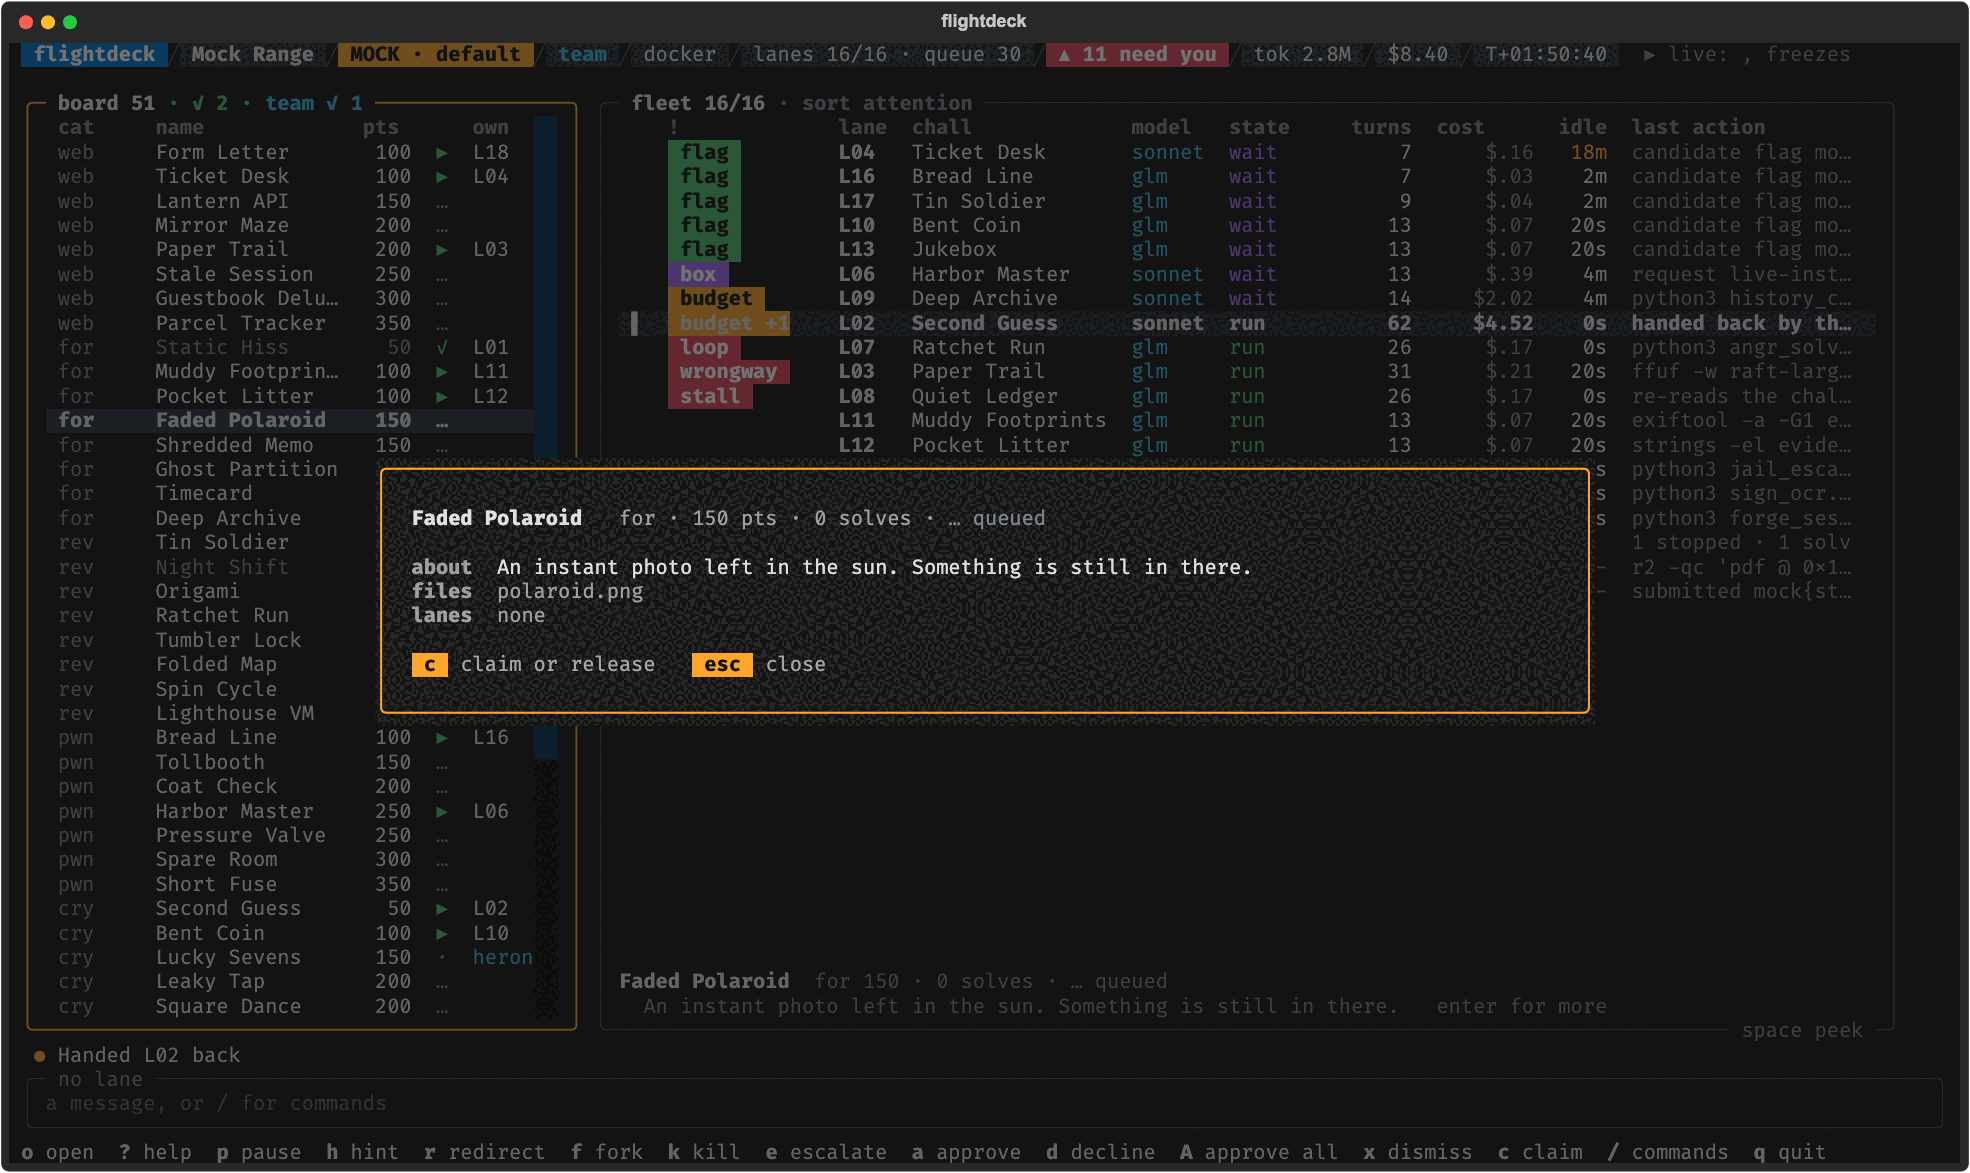 flightdeck
flightdeck / Mock Range / MOCK · default / team / docker / lanes 16/16 · queue 30 / ▲ 11 need you / tok 2.8M / $8.40 / T+01:50:40 ▶ live: , freezes
board 51 · √ 2 · team √ 1
cat name pts own
web Form Letter 100 ▶ L18
web Ticket Desk 100 ▶ L04
web Lantern API 150 …
web Mirror Maze 200 …
web Paper Trail 200 ▶ L03
web Stale Session 250 …
web Guestbook Delu… 300 …
web Parcel Tracker 350 …
for Static Hiss 50 √ L01
for Muddy Footprin… 100 ▶ L11
for Pocket Litter 100 ▶ L12
for Faded Polaroid 150 …
for Shredded Memo 150 …
for Ghost Partition
for Timecard
for Deep Archive
rev Tin Soldier
rev Night Shift
rev Origami
rev Ratchet Run
rev Tumbler Lock
rev Folded Map
rev Spin Cycle
rev Lighthouse VM
pwn Bread Line 100 ▶ L16
pwn Tollbooth 150 …
pwn Coat Check 200 …
pwn Harbor Master 250 ▶ L06
pwn Pressure Valve 250 …
pwn Spare Room 300 …
pwn Short Fuse 350 …
cry Second Guess 50 ▶ L02
cry Bent Coin 100 ▶ L10
cry Lucky Sevens 150 · heron
cry Leaky Tap 200 …
cry Square Dance 200 …
fleet 16/16 · sort attention
! lane chall model state turns cost idle last action
flag L04 Ticket Desk sonnet wait 7 $.16 18m candidate flag mo…
flag L16 Bread Line glm wait 7 $.03 2m candidate flag mo…
flag L17 Tin Soldier glm wait 9 $.04 2m candidate flag mo…
flag L10 Bent Coin glm wait 13 $.07 20s candidate flag mo…
flag L13 Jukebox glm wait 13 $.07 20s candidate flag mo…
box L06 Harbor Master sonnet wait 13 $.39 4m request live-inst…
budget L09 Deep Archive sonnet wait 14 $2.02 4m python3 history_c…
budget +1 L02 Second Guess sonnet run 62 $4.52 0s handed back by th…
loop L07 Ratchet Run glm run 26 $.17 0s python3 angr_solv…
wrongway L03 Paper Trail glm run 31 $.21 20s ffuf -w raft-larg…
stall L08 Quiet Ledger glm run 26 $.17 0s re-reads the chal…
L11 Muddy Footprints glm run 13 $.07 20s exiftool -a -G1 e…
L12 Pocket Litter glm run 13 $.07 20s strings -el evide…
s python3 jail_esca…
s python3 sign_ocr.…
s python3 forge_ses…
1 stopped · 1 solv
- r2 -qc 'pdf @ 0×1…
- submitted mock{st…
Faded Polaroid for · 150 pts · 0 solves · … queued
about An instant photo left in the sun. Something is still in there.
files polaroid.png
lanes none
c claim or release esc close
Faded Polaroid for 150 · 0 solves · … queued
An instant photo left in the sun. Something is still in there. enter for more
space peek
● Handed L02 back
no lane
a message, or / for commands
o open ? help p pause h hint r redirect f fork k kill e escalate a approve d decline A approve all x dismiss c claim / commands q quit